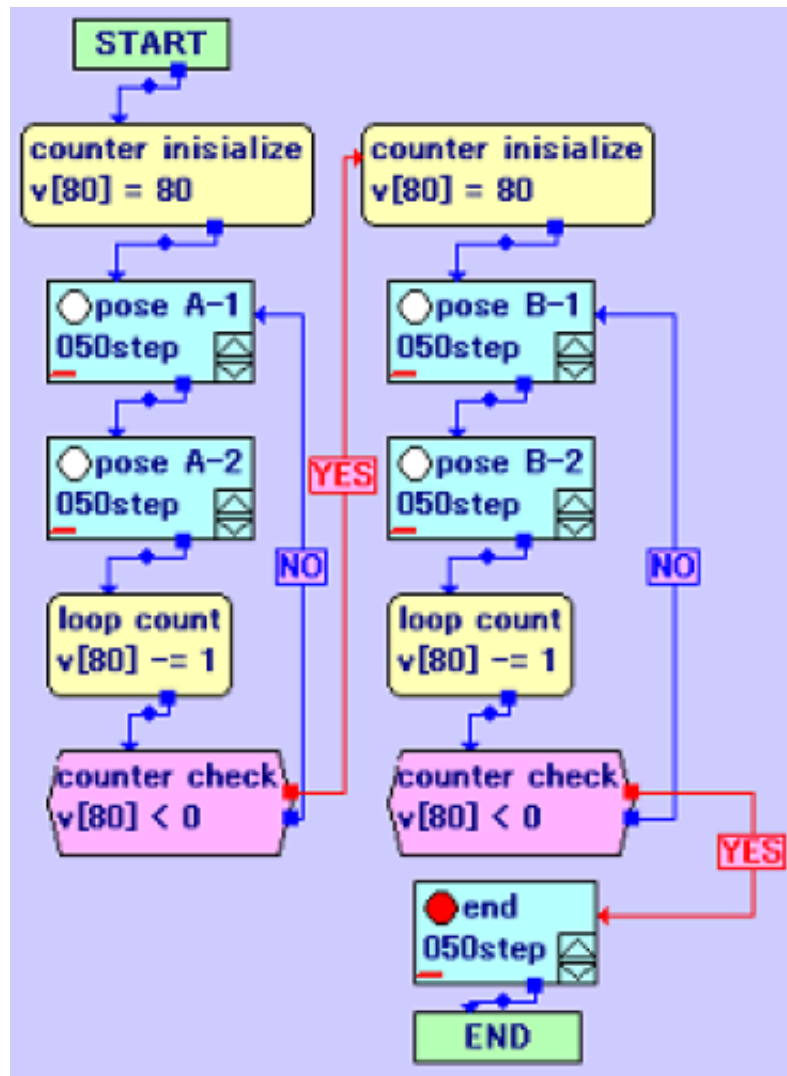 START
counter inisialize
v[80] = 80
pose A-1
050step
pose A-2
050step
loop count
v[80] -= 1
counter check
v[80] < 0
NO
YES
counter inisialize
v[80] = 80
pose B-1
050step
pose B-2
050step
loop count
v[80] -= 1
counter check
v[80] < 0
NO
YES
end
050step
END